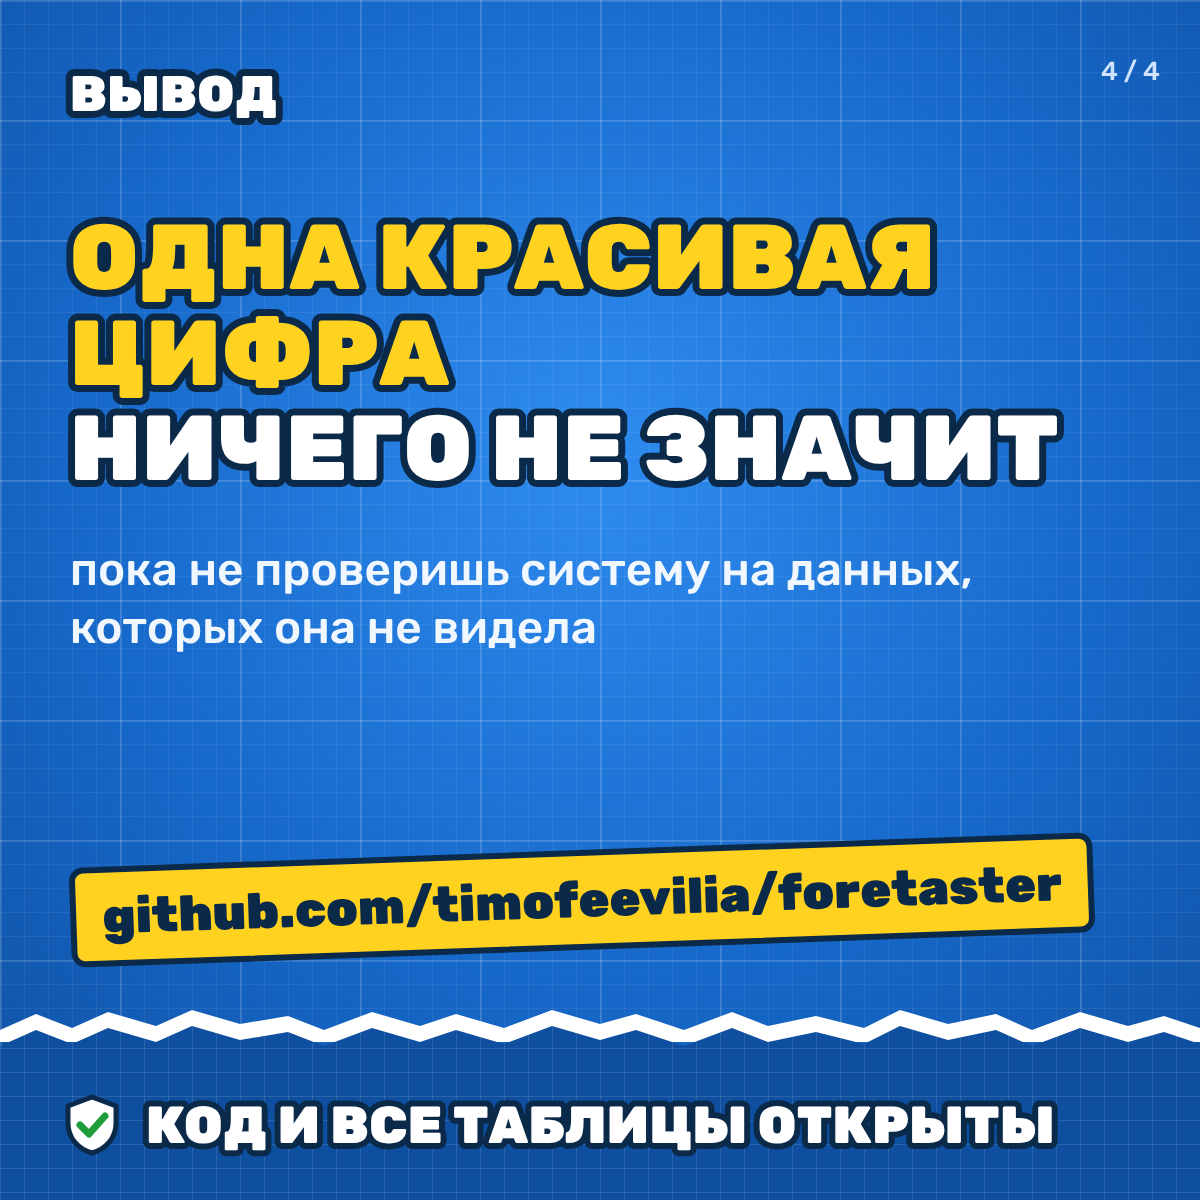 ВЫВОД
4 / 4
ОДНА КРАСИВАЯ
ЦИФРА
НИЧЕГО НЕ ЗНАЧИТ
пока не проверишь систему на данных,
которых она не видела
github.com/timofeevilia/foretaster
КОД И ВСЕ ТАБЛИЦЫ ОТКРЫТЫ